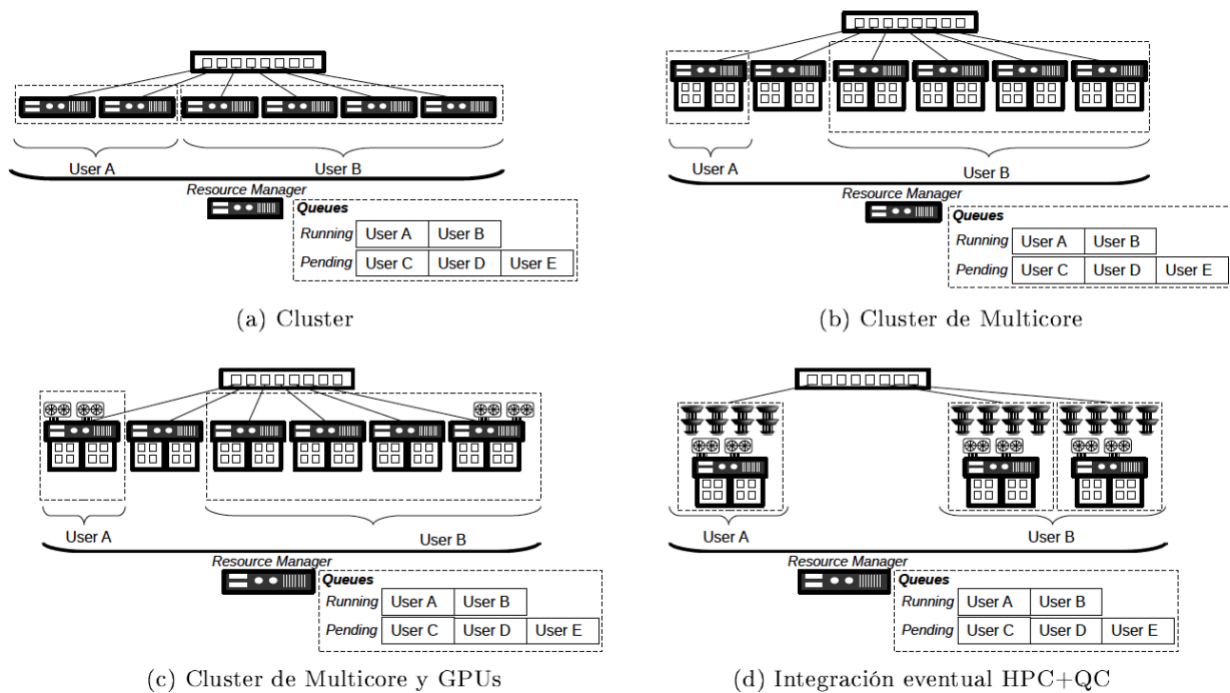 User A
User B
Resource Manager
Queues
Running User A User B
Pending User C User D User E
(a) Cluster
User A
User B
Resource Manager
Queues
Running User A User B
Pending User C User D User E
(b) Cluster de Multicore
User A
User B
Resource Manager
Queues
Running User A User B
Pending User C User D User E
(c) Cluster de Multicore y GPUs
User A
User B
Resource Manager
Queues
Running User A User B
Pending User C User D User E
(d) Integración eventual HPC+QC